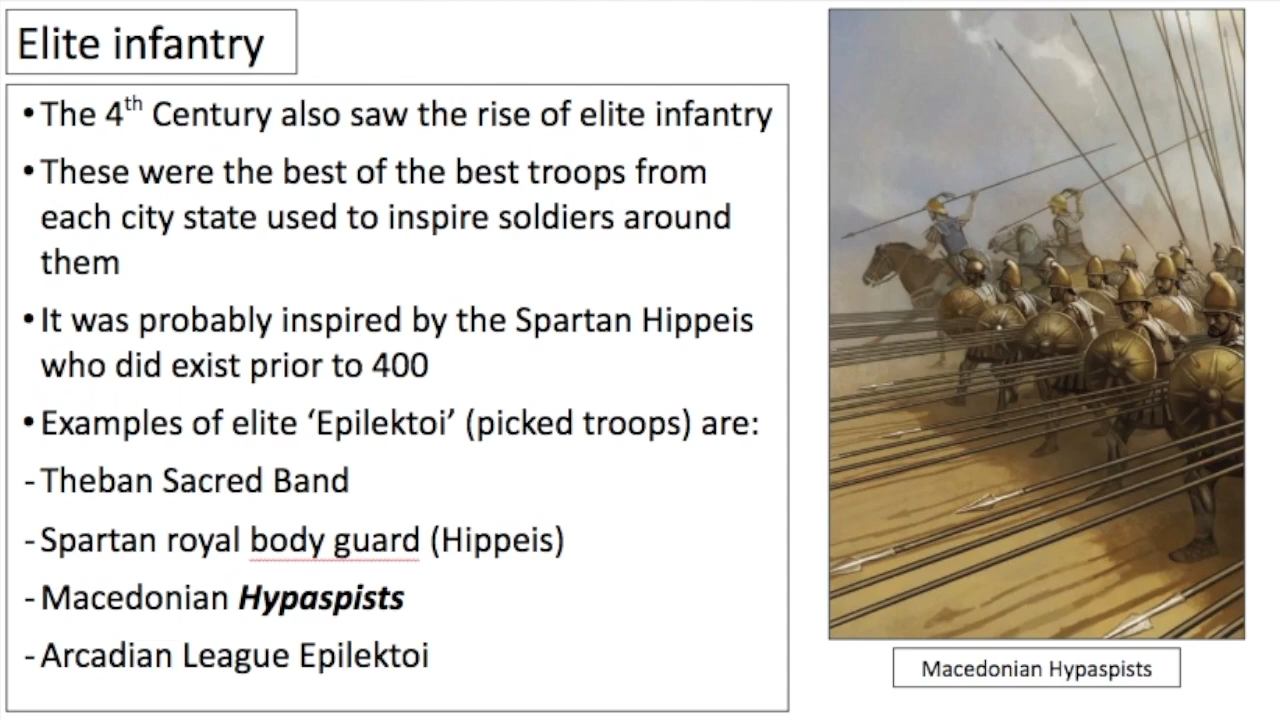 Elite infantry
•The 4th Century also saw the rise of elite infantry
•These were the best of the best troops from
each city state used to inspire soldiers around
them
•It was probably inspired by the Spartan Hippeis
who did exist prior to 400
•Examples of elite ‘Epilektoi’ (picked troops) are:
-Theban Sacred Band
-Spartan royal body guard (Hippeis)
-Macedonian Hypaspists
-Arcadian League Epilektoi
Macedonian Hypaspists